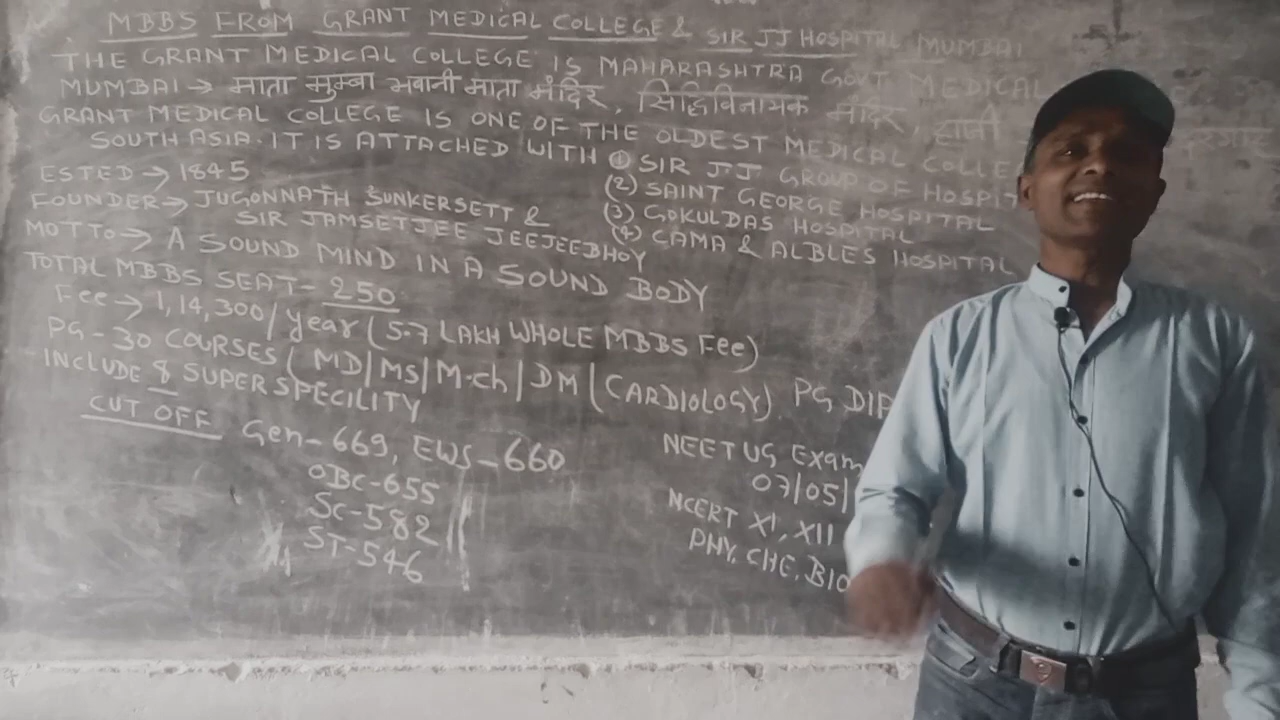 MBBS FROM GRANT MEDICAL COLLEGE & SIR JJ HOSPITAL MUMBAI
THE GRANT MEDICAL COLLEGE IS MAHARASHTRA GOVT MEDICAL
MUMBAI → माता मुम्बा भवानी माता मंदिर, सिद्धिविनायक मंदिर, हाजी
GRANT MEDICAL COLLEGE IS ONE OF THE OLDEST MEDICAL COLLE
SOUTH ASIA. IT IS ATTACHED WITH ① SIR J.J GROUP OF HOSPIT
(2) SAINT GEORGE HOSPITAL
(3) GOKULDAS HOSPITAL
(4) CAMA & ALBLES HOSPITAL
ESTED → 1845
FOUNDER → JUGONNATH SUNKERSETT &
SIR JAMSETJEE JEEJEEBHOY
MOTTO → A SOUND MIND IN A SOUND BODY
TOTAL MBBS SEAT - 250
Fee → 1,14,300/year (5.7 LAKH WHOLE MBBS Fee)
PG - 30 COURSES (MD/MS/M.ch/DM (CARDIOLOGY), PG DIP
INCLUDE 8 SUPERSPECILITY
CUT OFF Gen - 669, EWS - 660
OBC - 655
SC - 582
ST - 546
NEET UG Exam
07/05/
NCERT XI, XII
PHY, CHE, BIO